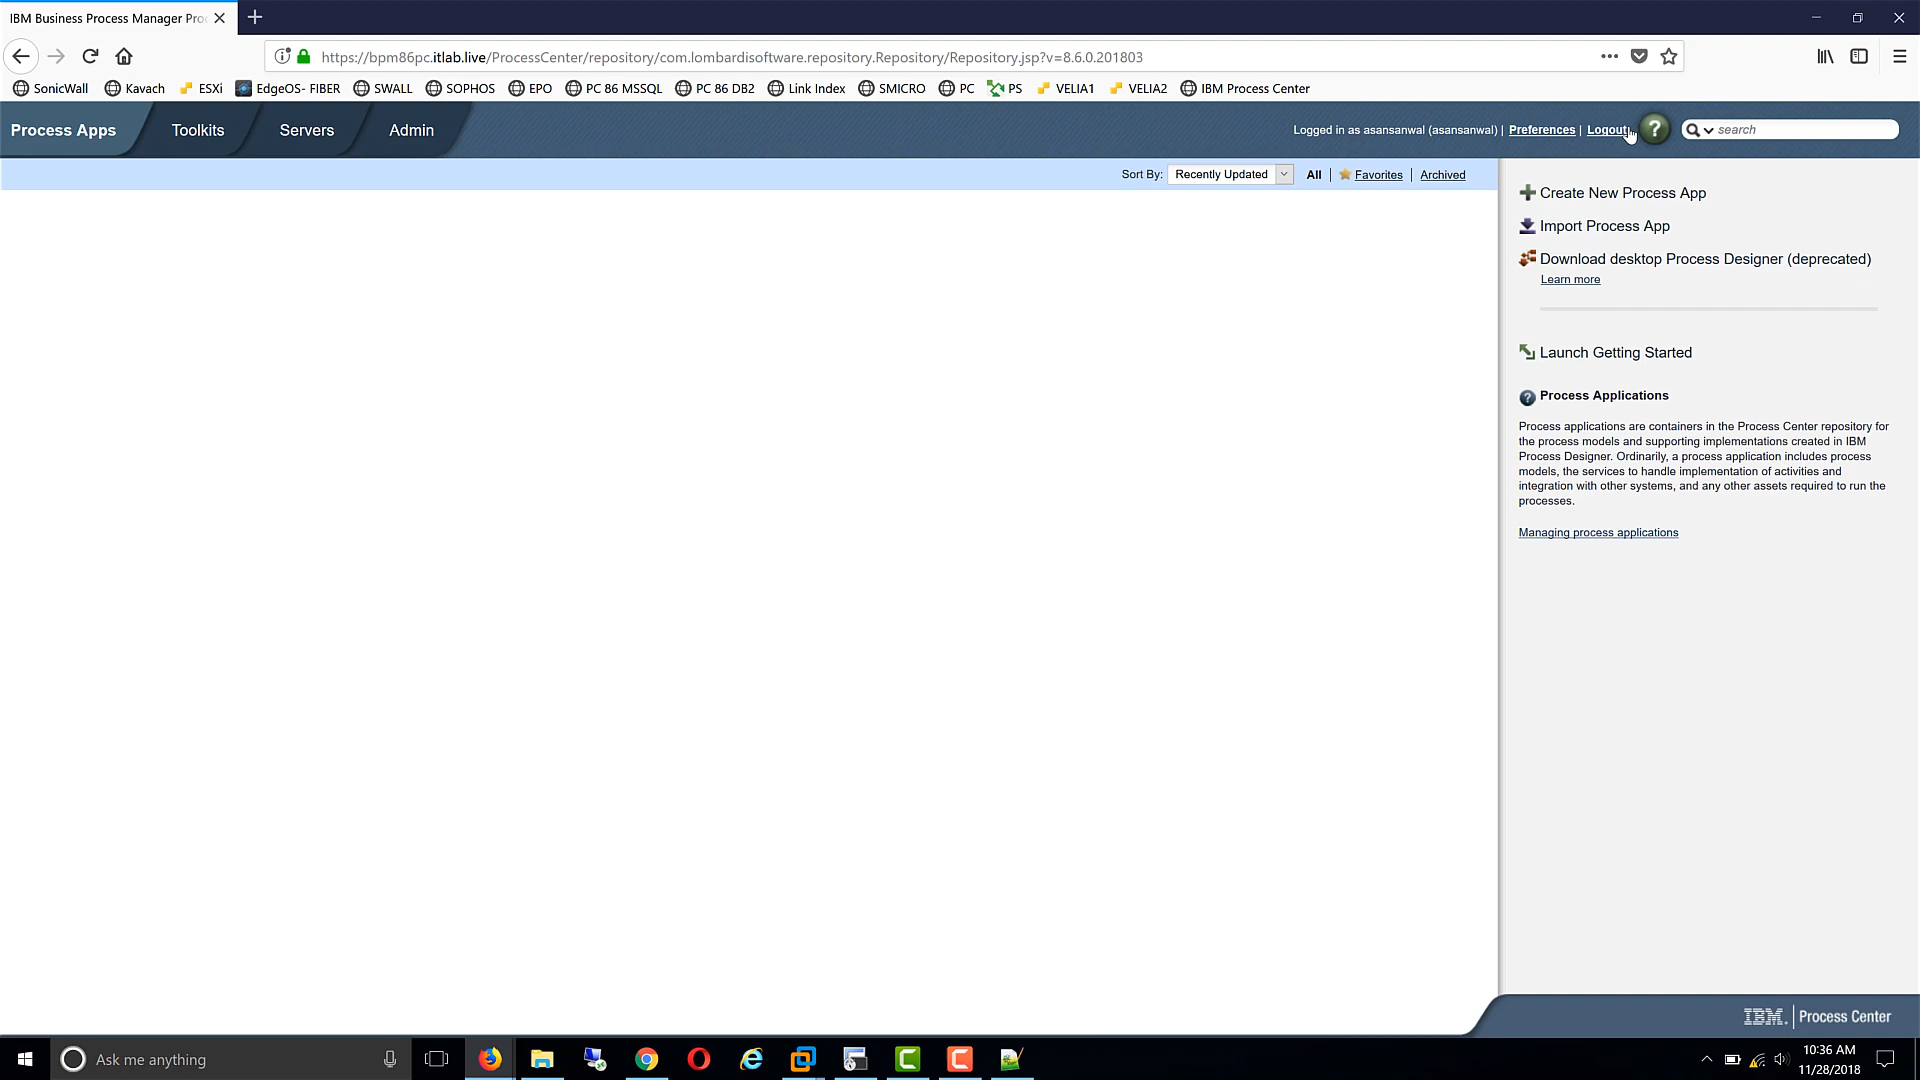 IBM Business Process Manager Pro
https://bpm86pc.itlab.live/ProcessCenter/repository/com.lombardisoftware.repository.Repository/Repository.jsp?v=8.6.0.201803
SonicWall Kavach ESXi EdgeOS- FIBER SWALL SOPHOS EPO PC 86 MSSQL PC 86 DB2 Link Index SMICRO PC PS VELIA1 VELIA2 IBM Process Center
Process Apps Toolkits Servers Admin Logged in as asansanwal (asansanwal) | Preferences | Logout search
Sort By: Recently Updated All | Favorites | Archived
Create New Process App
Import Process App
Download desktop Process Designer (deprecated)
Learn more
Launch Getting Started
Process Applications
Process applications are containers in the Process Center repository for
the process models and supporting implementations created in IBM
Process Designer. Ordinarily, a process application includes process
models, the services to handle implementation of activities and
integration with other systems, and any other assets required to run the
processes.
Managing process applications
IBM. | Process Center
Ask me anything
10:36 AM
11/28/2018